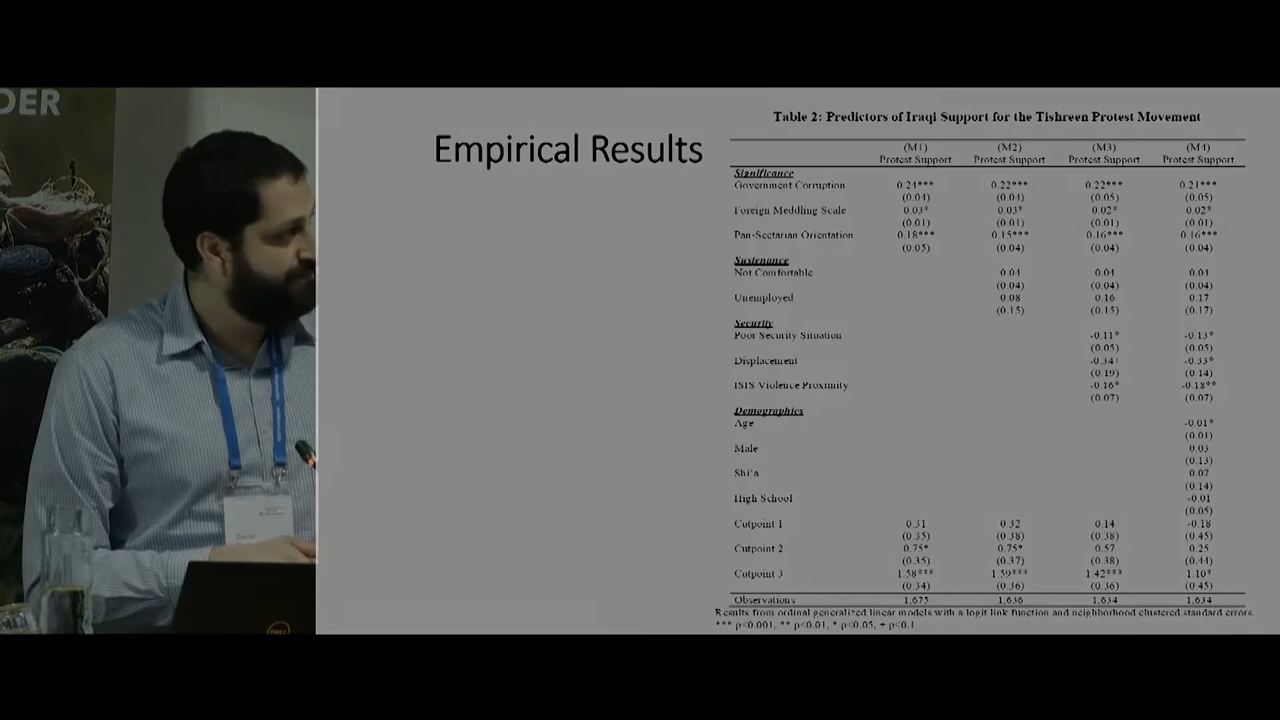 DER
Empirical Results
Table 2: Predictors of Iraqi Support for the Tishreen Protest Movement
(M1) (M2) (M3) (M4)
Protest Support Protest Support Protest Support Protest Support
Significance
Government Corruption 0.24*** 0.22*** 0.22*** 0.21***
(0.04) (0.04) (0.05) (0.05)
Foreign Meddling Scale 0.03* 0.03* 0.02* 0.02*
(0.01) (0.01) (0.01) (0.01)
Pan-Sectarian Orientation 0.18*** 0.15*** 0.16*** 0.16***
(0.05) (0.04) (0.04) (0.04)
Sustenance
Not Comfortable 0.04 0.04 0.04
(0.04) (0.04) (0.04)
Unemployed 0.08 0.16 0.17
(0.15) (0.15) (0.17)
Security
Poor Security Situation -0.11* -0.13*
(0.05) (0.05)
Displacement -0.34+ -0.33*
(0.19) (0.14)
ISIS Violence Proximity -0.16* -0.18**
(0.07) (0.07)
Demographics
Age -0.01*
(0.01)
Male 0.03
(0.13)
Shi'a 0.07
(0.14)
High School -0.01
(0.05)
Cutpoint 1 0.31 0.32 0.14 -0.18
(0.35) (0.38) (0.38) (0.45)
Cutpoint 2 0.75* 0.75* 0.57 0.25
(0.35) (0.37) (0.38) (0.44)
Cutpoint 3 1.58*** 1.59*** 1.42*** 1.10*
(0.34) (0.36) (0.36) (0.45)
Observations 1,675 1,636 1,634 1,634
Results from ordinal generalized linear models with a logit link function and neighborhood clustered standard errors.
*** p<0.001, ** p<0.01, * p<0.05, + p<0.1
Daniel
DELL